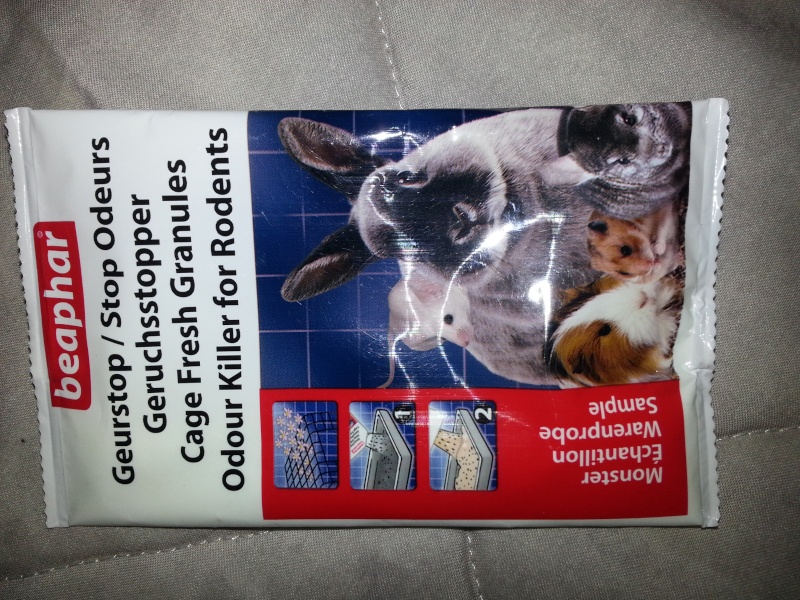 beaphar®
Geurstop / Stop Odeurs
Geruchsstopper
Cage Fresh Granules
Odour Killer for Rodents
1
2
Monster
Echantillon
Warenprobe
Sample